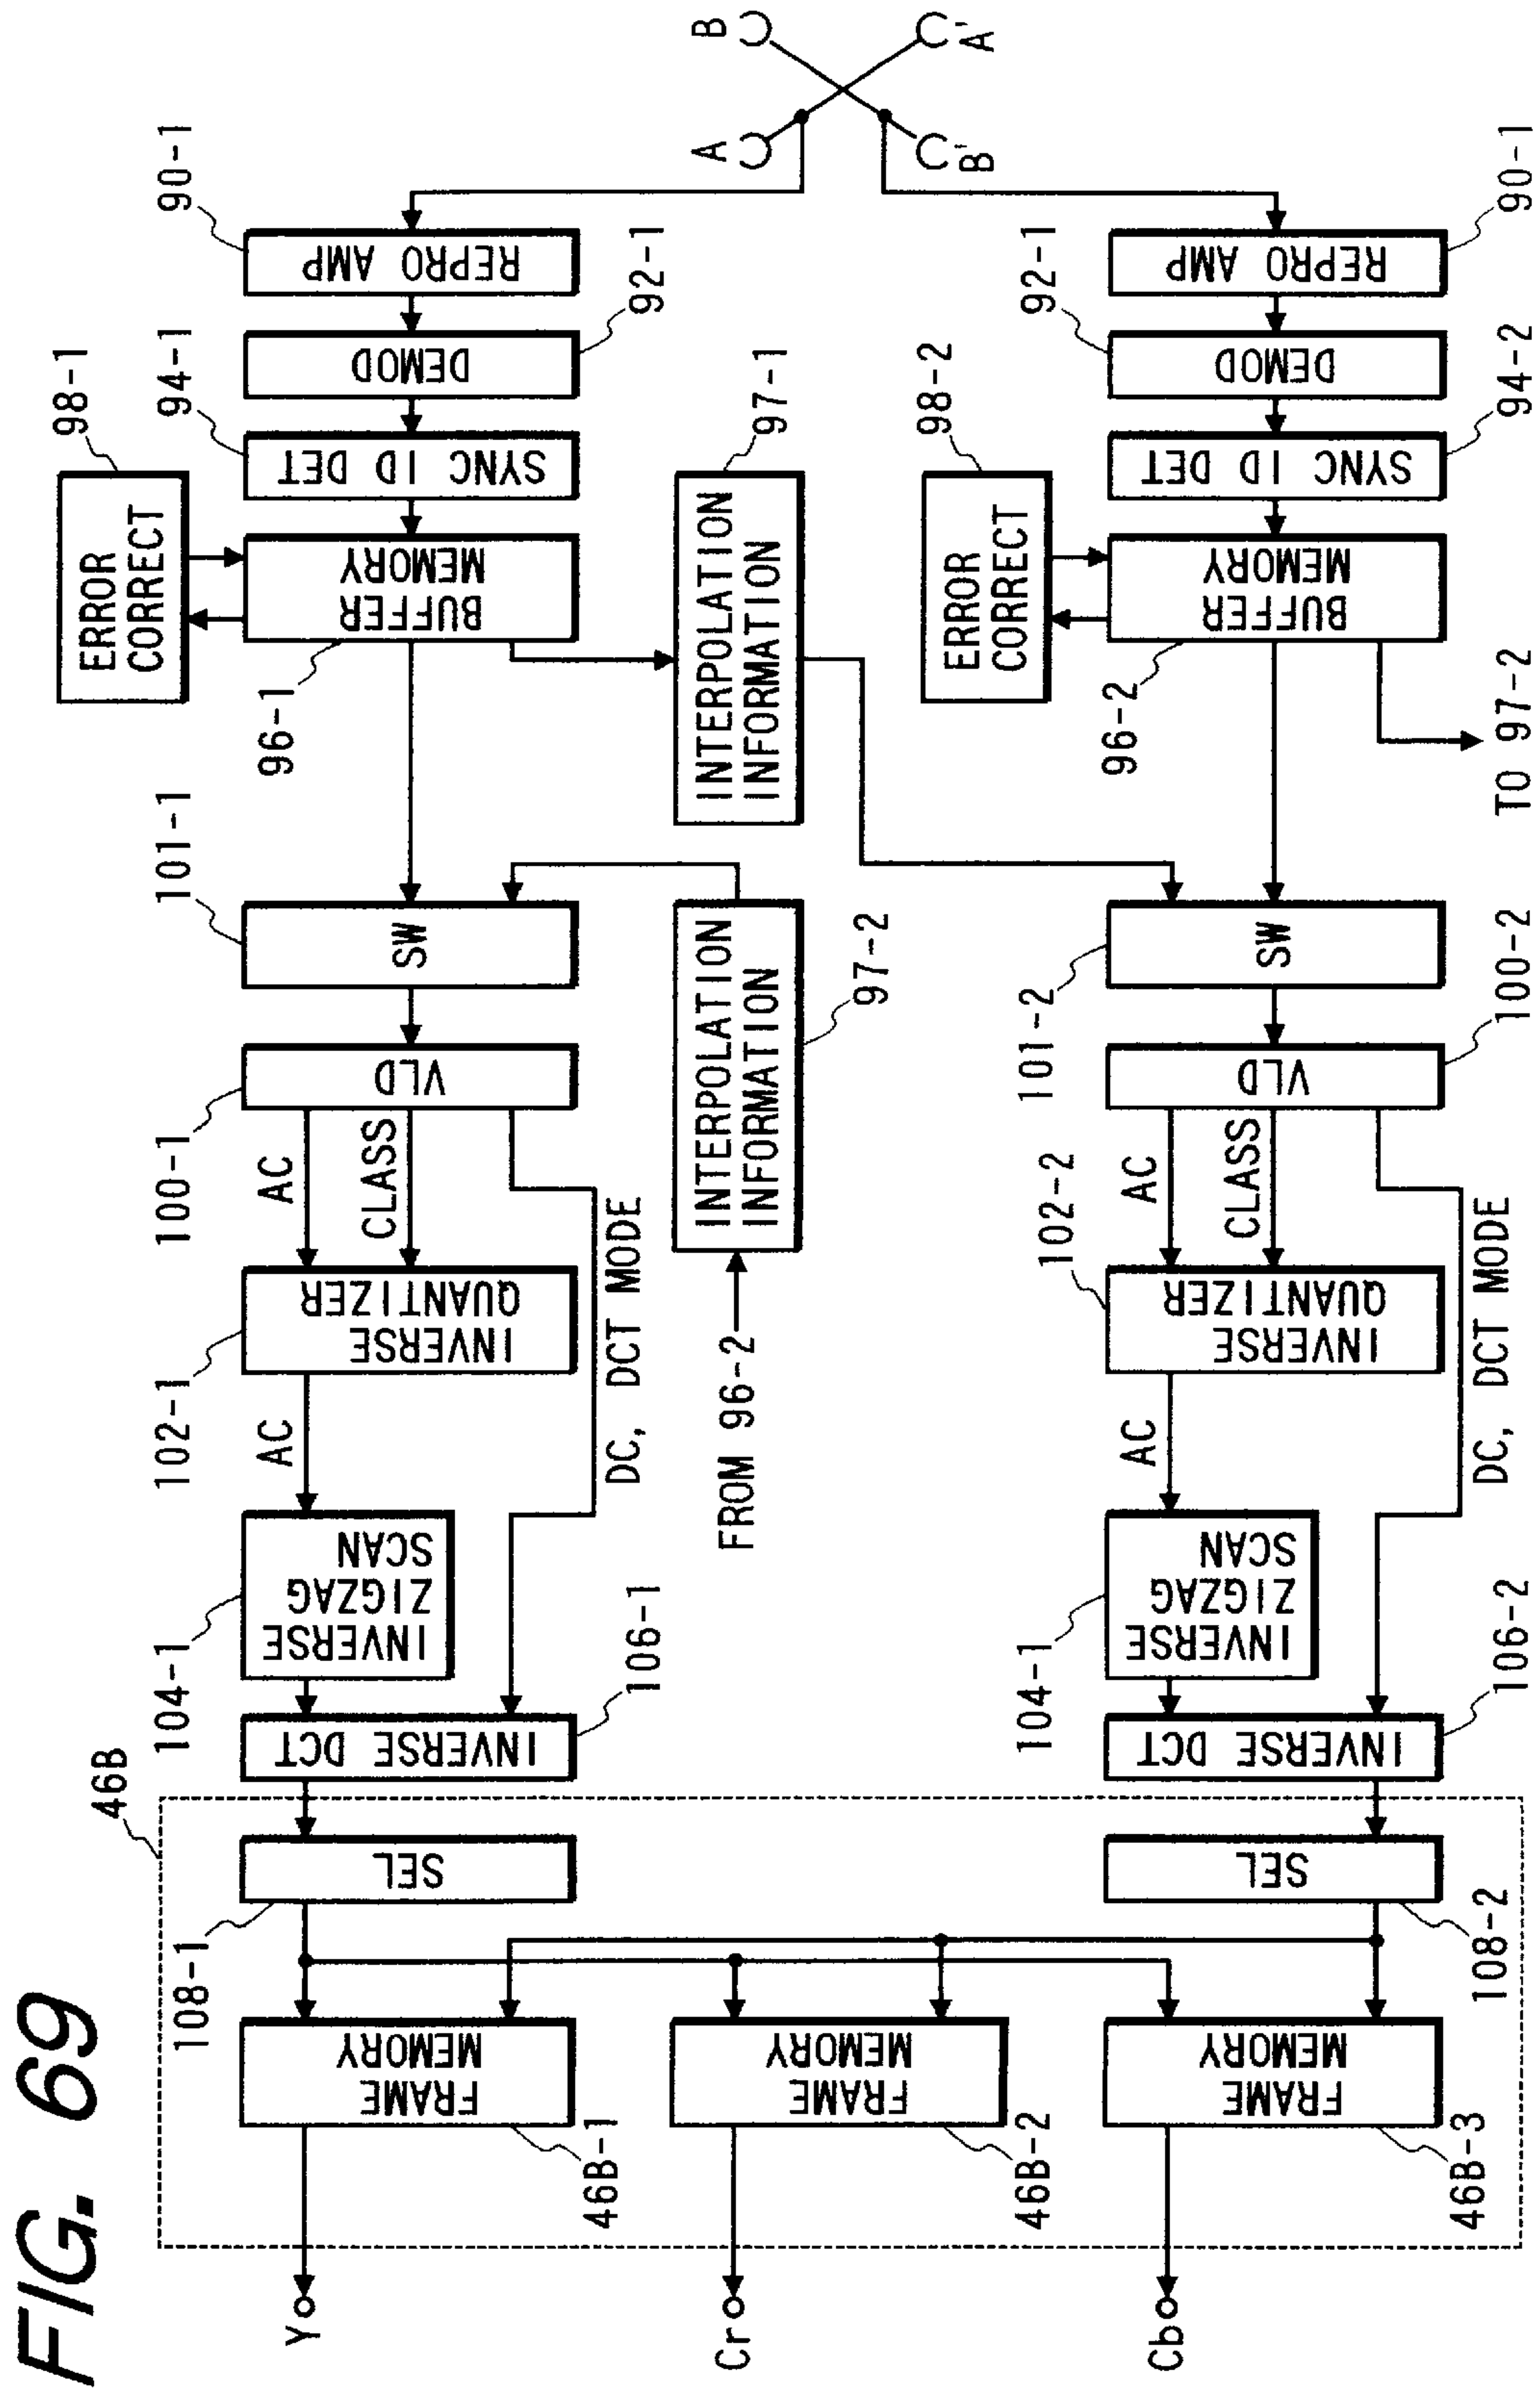 FIG. 69
46B
Y
Cr
Cb
FRAME
MEMORY
46B-1
FRAME
MEMORY
46B-2
FRAME
MEMORY
46B-3
108-1
SEL
108-2
SEL
104-1
INVERSE DCT
106-1
INVERSE
ZIGZAG
SCAN
AC
102-1
INVERSE
QUANTIZER
AC
CLASS
DC, DCT MODE
100-1
VLD
101-1
SW
FROM 96-2
INTERPOLATION
INFORMATION
97-2
96-1
BUFFER
MEMORY
ERROR
CORRECT
98-1
INTERPOLATION
INFORMATION
97-1
94-1
SYNC ID DET
DEMOD
92-1
90-1
REPRO AMP
A
B
B'
A'
104-1
INVERSE DCT
106-2
INVERSE
ZIGZAG
SCAN
AC
102-2
INVERSE
QUANTIZER
AC
CLASS
DC, DCT MODE
VLD
100-2
101-2
SW
96-2
BUFFER
MEMORY
TO 97-2
ERROR
CORRECT
98-2
SYNC ID DET
94-2
92-1
DEMOD
REPRO AMP
90-1